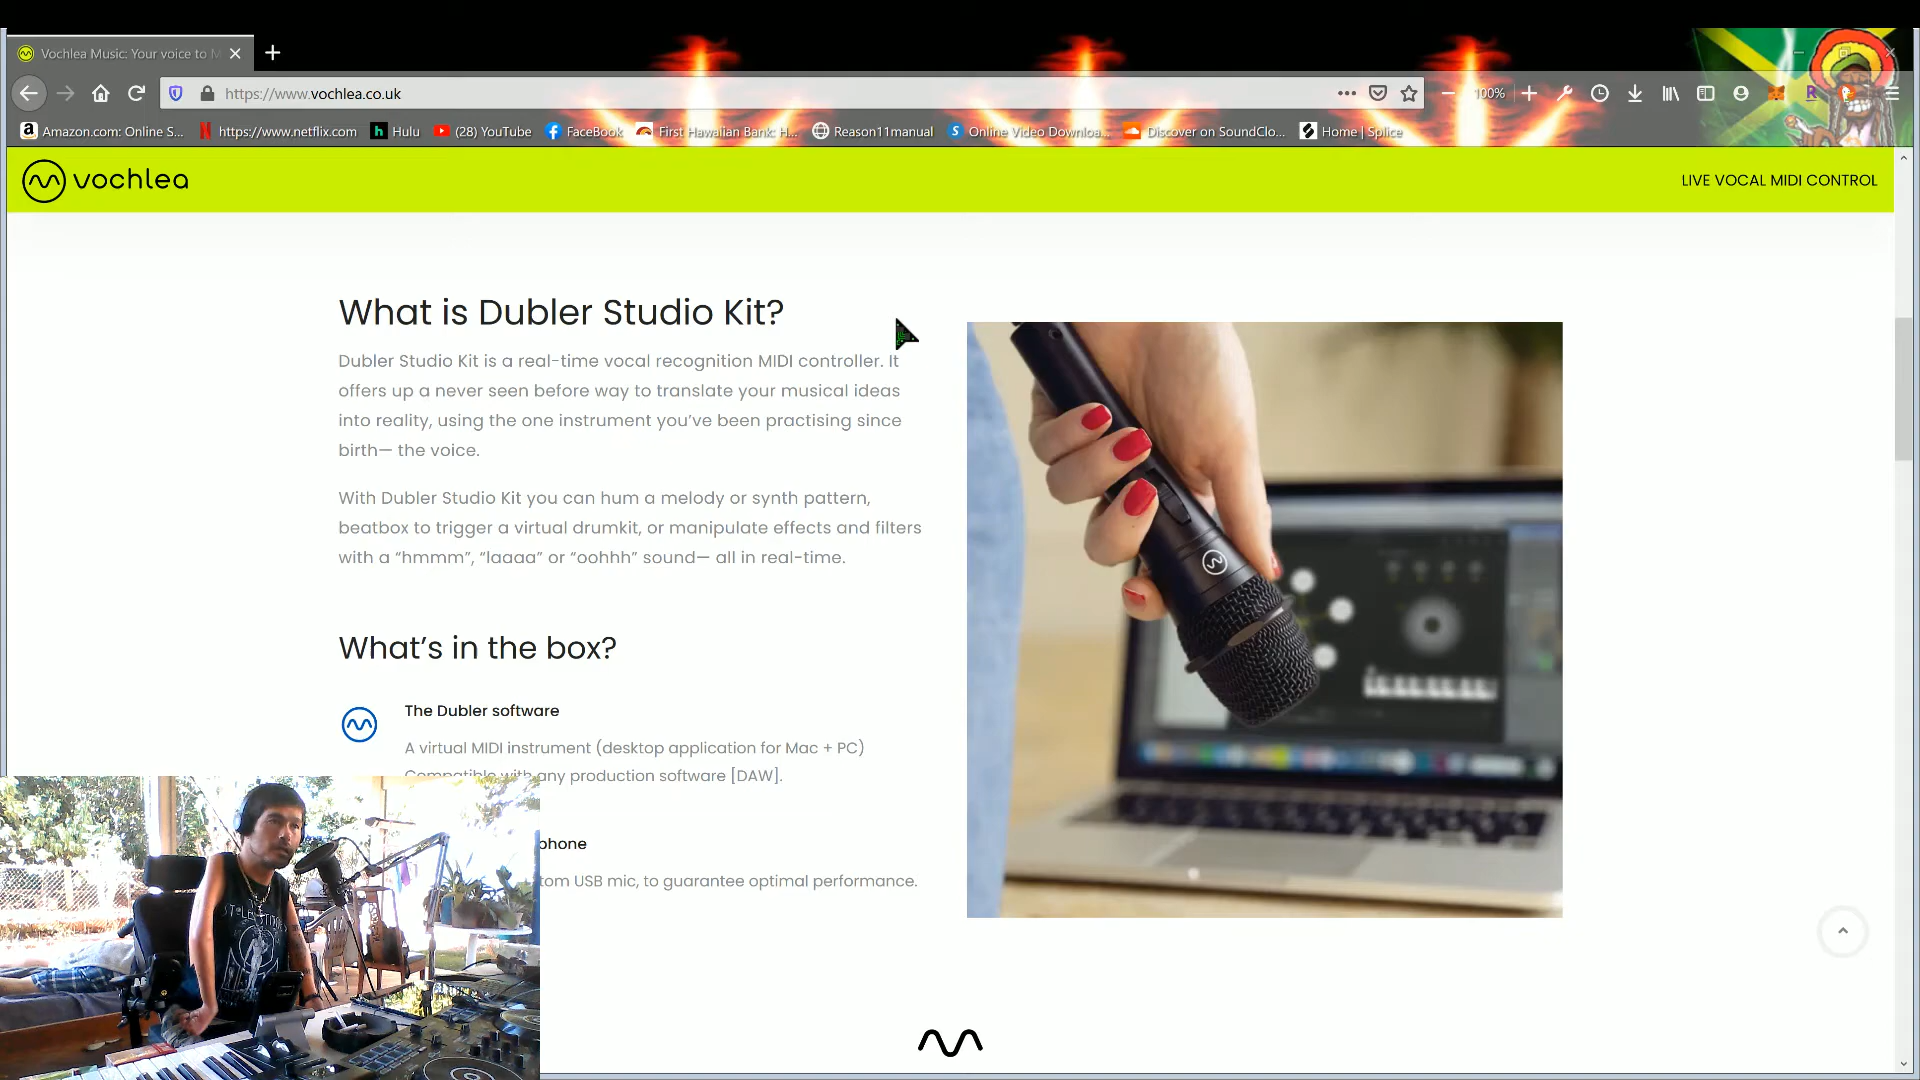 Vochlea Music: Your voice to M
https://www.vochlea.co.uk
100%
Amazon.com: Online S...
https://www.netflix.com
Hulu
(28) YouTube
FaceBook
First Hawaiian Bank: H...
Reason11manual
Online Video Downloa...
Discover on SoundClo...
Home | Splice
vochlea
LIVE VOCAL MIDI CONTROL
What is Dubler Studio Kit?
Dubler Studio Kit is a real-time vocal recognition MIDI controller. It
offers up a never seen before way to translate your musical ideas
into reality, using the one instrument you’ve been practising since
birth— the voice.
With Dubler Studio Kit you can hum a melody or synth pattern,
beatbox to trigger a virtual drumkit, or manipulate effects and filters
with a “hmmm”, “laaaa” or “oohhh” sound— all in real-time.
What’s in the box?
The Dubler software
A virtual MIDI instrument (desktop application for Mac + PC)
Compatible with any production software [DAW].
phone
tom USB mic, to guarantee optimal performance.